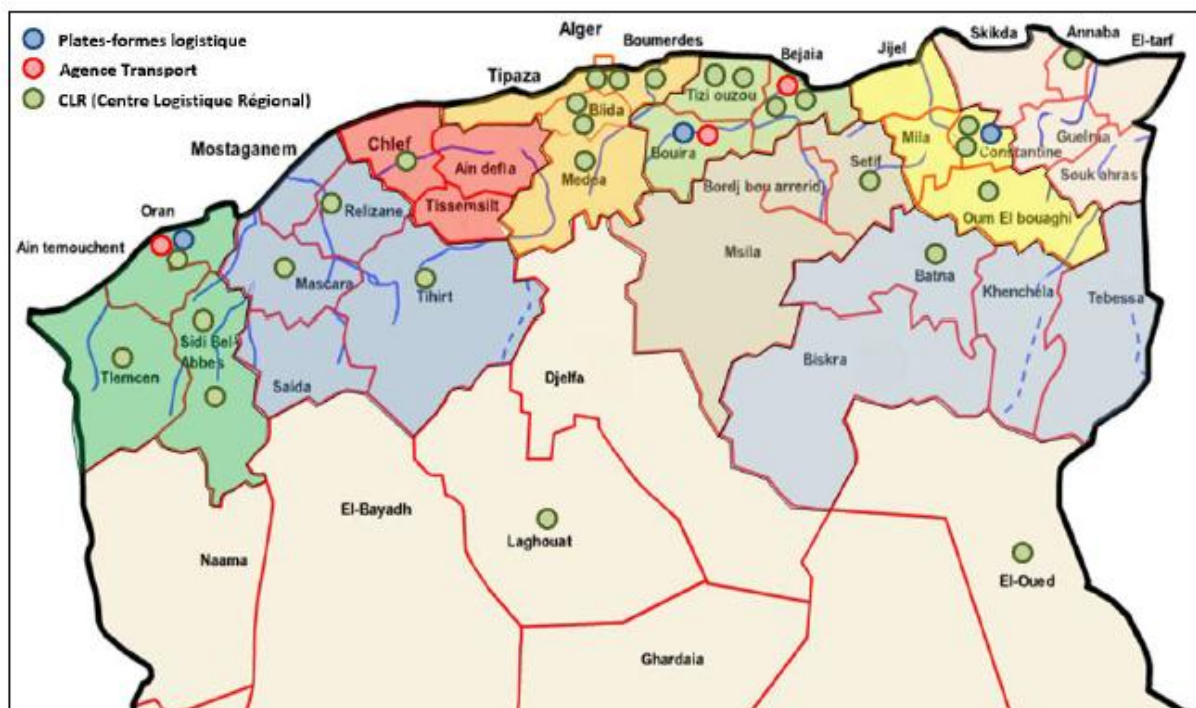 Plates-formes logistique
Agence Transport
CLR (Centre Logistique Régional)
Alger
Boumerdes
Bejaia
Jijel
Skikda
Annaba
El-tarf
Tipaza
Tizi ouzou
Blida
Mostaganem
Chlef
Ain defla
Medea
Bouira
Mila
Constantine
Guelma
Souk ahras
Setif
Bordj bou arrerid
Oran
Relizane
Tissemsilt
Oum El bouaghi
Ain temouchent
Mascara
Tihirt
Msila
Batna
Khenchéla
Tebessa
Sidi Bel-
Abbes
Tlemcen
Saida
Djelfa
Biskra
El-Bayadh
Laghouat
Naama
El-Oued
Ghardaia